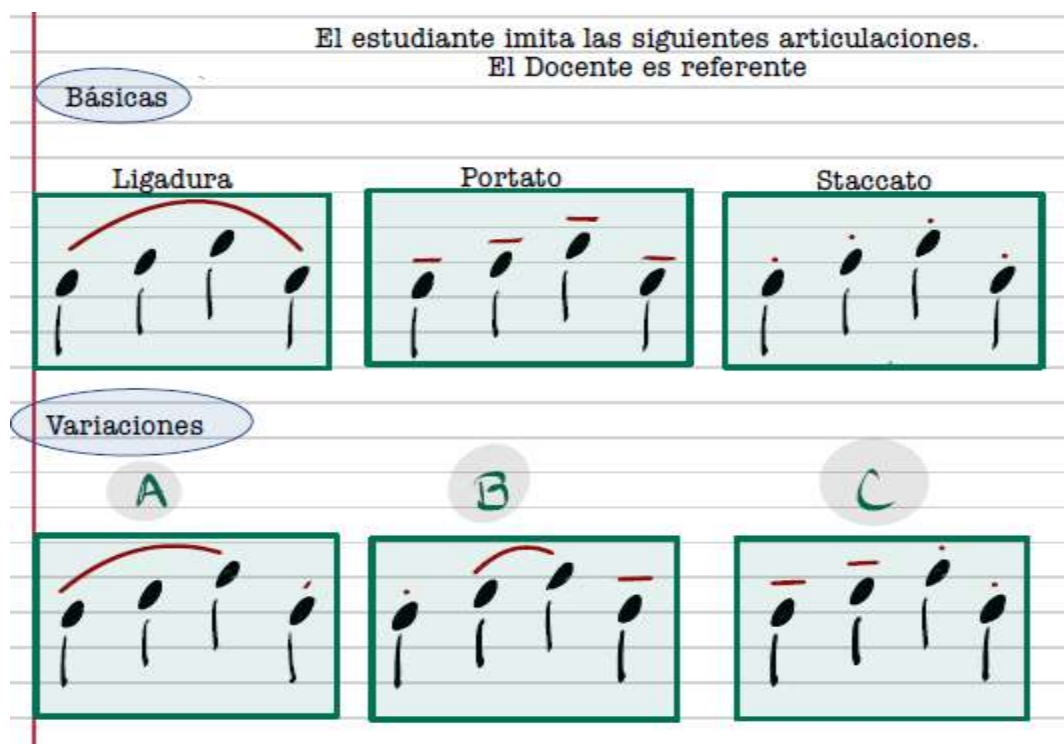 El estudiante imita las siguientes articulaciones.
El Docente es referente
Básicas
Ligadura
Portato
Staccato
Variaciones
A
B
C